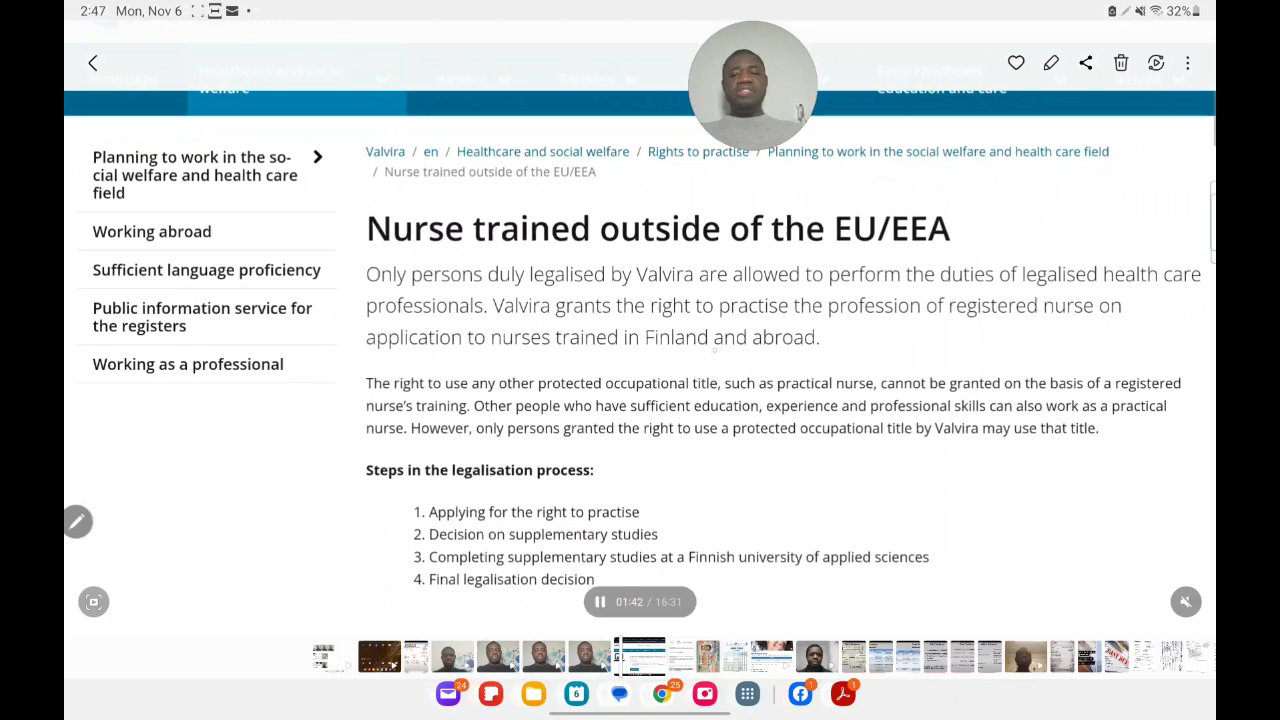 2:47 Mon, Nov 6
32%
welfare
education and care
Planning to work in the so-
cial welfare and health care
field
Working abroad
Sufficient language proficiency
Public information service for
the registers
Working as a professional
Valvira / en / Healthcare and social welfare / Rights to practise / Planning to work in the social welfare and health care field
/ Nurse trained outside of the EU/EEA
Nurse trained outside of the EU/EEA
Only persons duly legalised by Valvira are allowed to perform the duties of legalised health care
professionals. Valvira grants the right to practise the profession of registered nurse on
application to nurses trained in Finland and abroad.
The right to use any other protected occupational title, such as practical nurse, cannot be granted on the basis of a registered
nurse's training. Other people who have sufficient education, experience and professional skills can also work as a practical
nurse. However, only persons granted the right to use a protected occupational title by Valvira may use that title.
Steps in the legalisation process:
1. Applying for the right to practise
2. Decision on supplementary studies
3. Completing supplementary studies at a Finnish university of applied sciences
4. Final legalisation decision
01:42 / 16:31
24
6
25
1
1